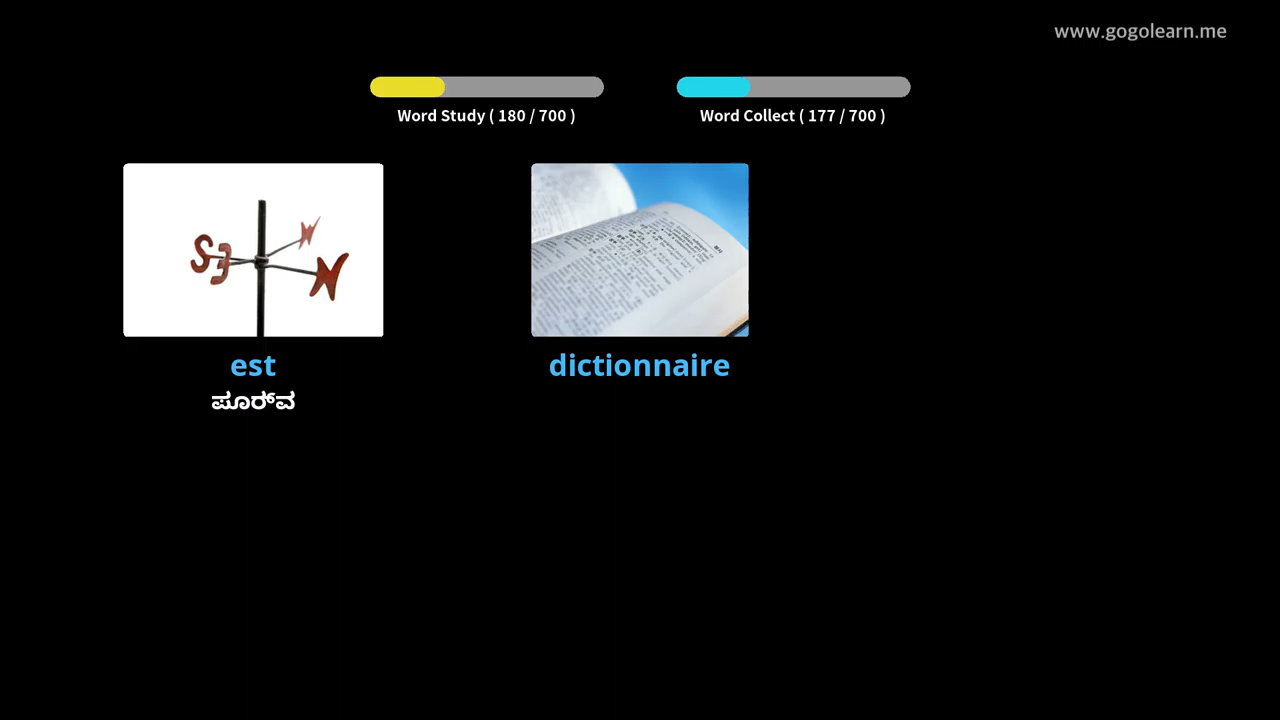 www.gogolearn.me
Word Study ( 180 / 700 )
Word Collect ( 177 / 700 )
est
ಪೂರ್‍ವ
dictionnaire